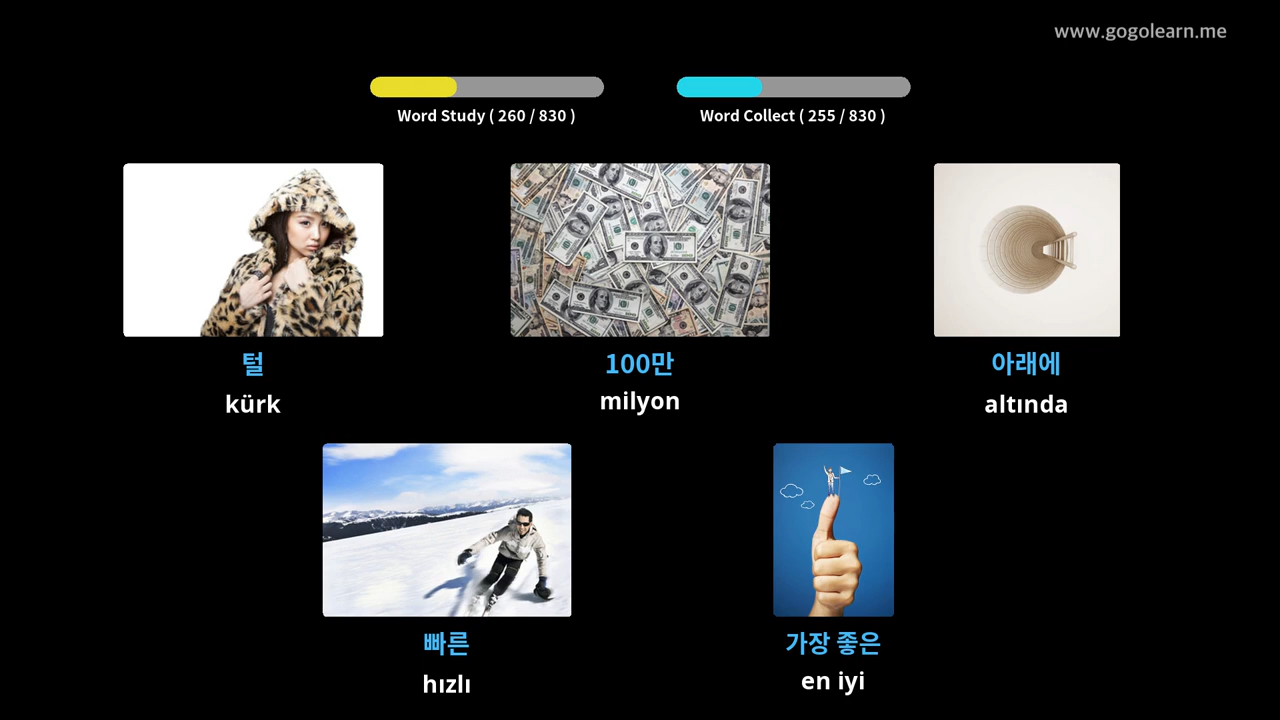 www.gogolearn.me
Word Study ( 260 / 830 )
Word Collect ( 255 / 830 )
털
kürk
100만
milyon
아래에
altında
빠른
hızlı
가장 좋은
en iyi